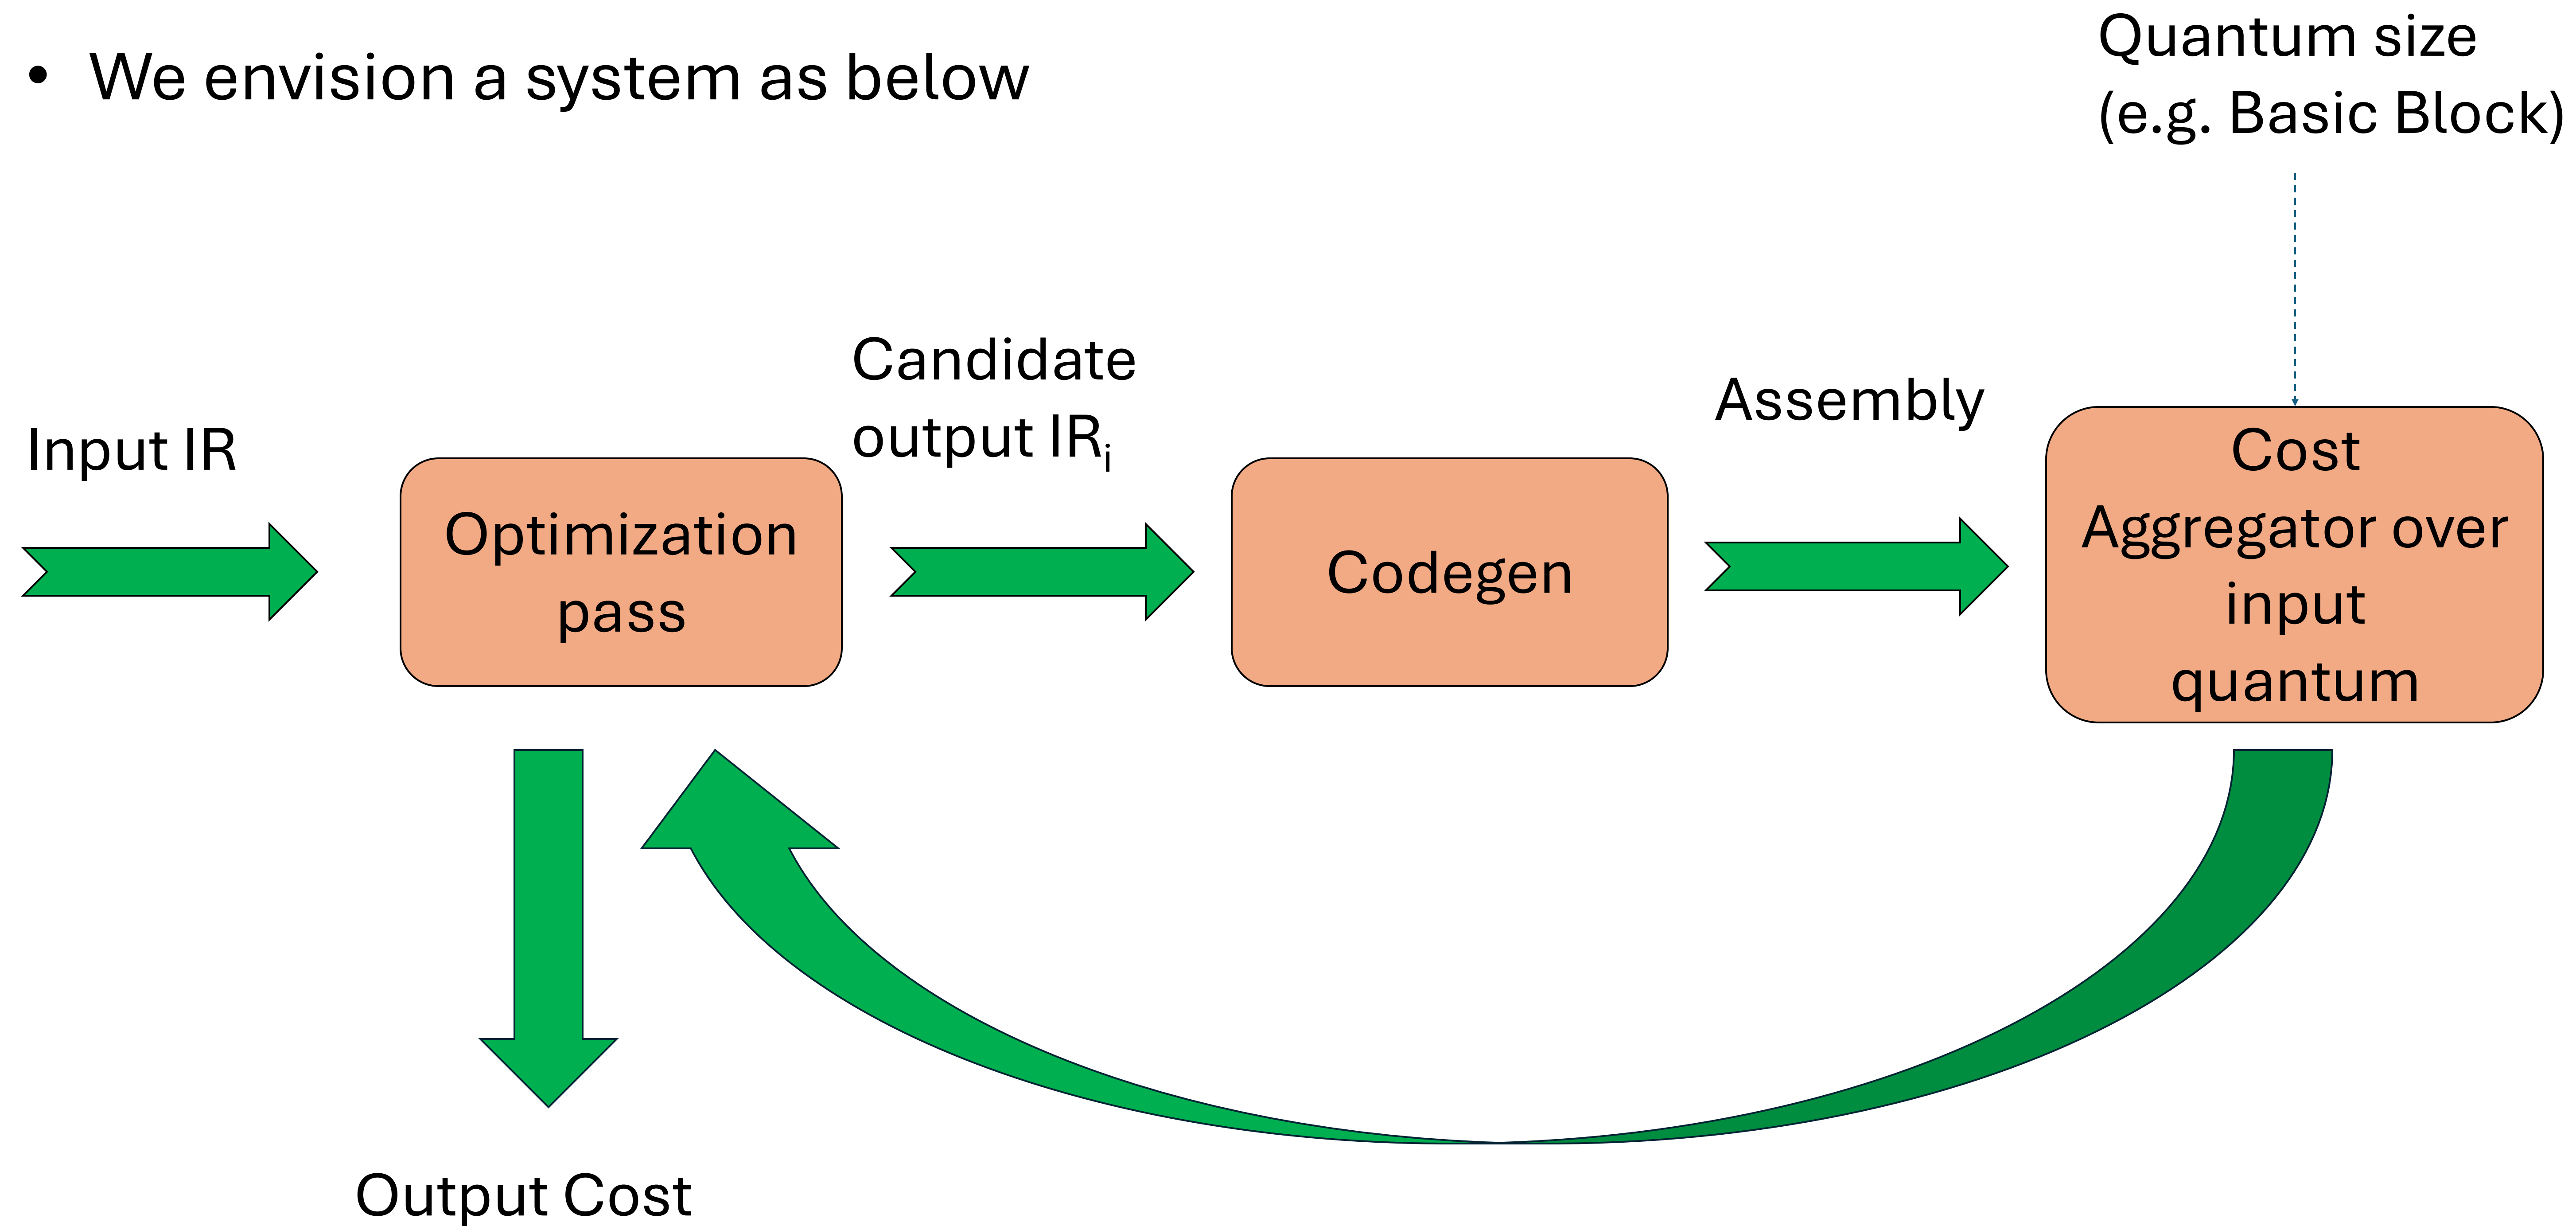 • We envision a system as below
Quantum size
(e.g. Basic Block)
Input IR
Optimization
pass
Candidate
output IRᵢ
Codegen
Assembly
Cost
Aggregator over
input
quantum
Output Cost